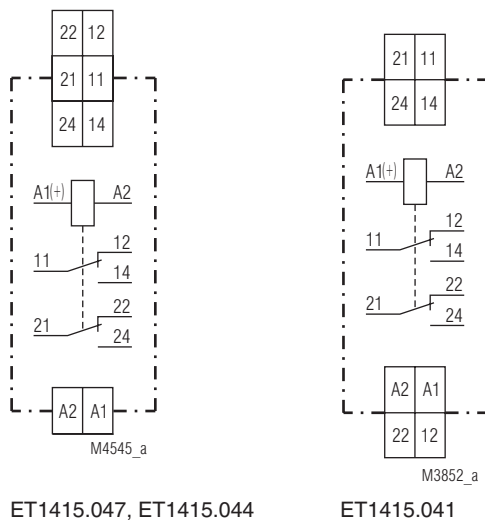 22 12
21 11
24 14
A1(+) A2
11 12
14
21 22
24
A2 A1
M4545_a
ET1415.047, ET1415.044
21 11
24 14
A1(+) A2
11 12
14
21 22
24
A2 A1
22 12
M3852_a
ET1415.041